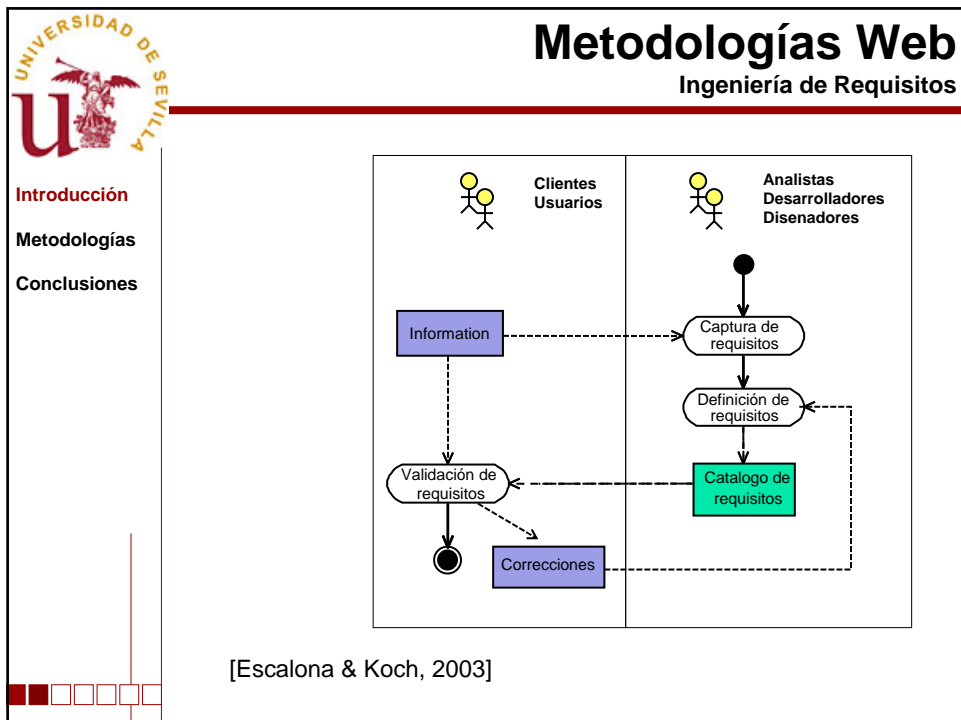 UNIVERSIDAD DE SEVILLA
Metodologías Web
Ingeniería de Requisitos
Introducción
Metodologías
Conclusiones
Clientes
Usuarios
Analistas
Desarrolladores
Disenadores
Information
Captura de
requisitos
Definición de
requisitos
Validación de
requisitos
Catalogo de
requisitos
Correcciones
[Escalona & Koch, 2003]